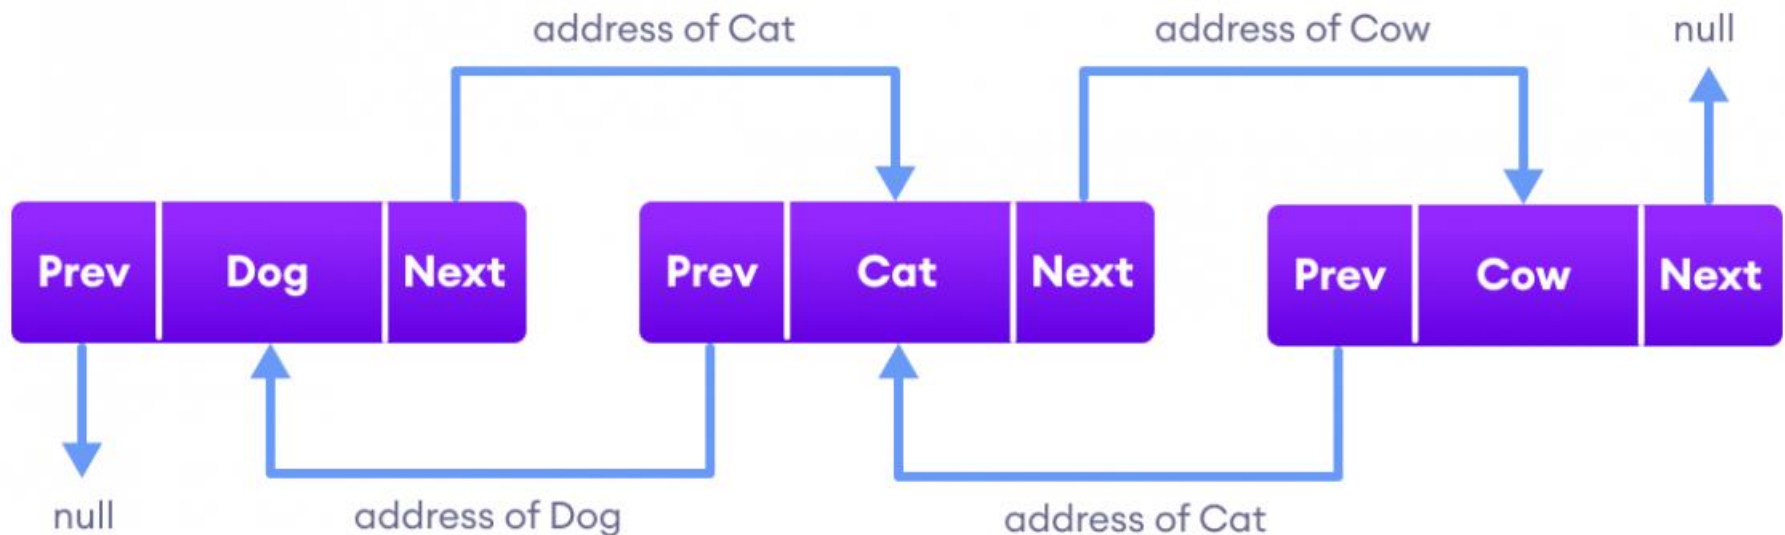 address of Cat address of Cow null
Prev Dog Next Prev Cat Next Prev Cow Next
null address of Dog address of Cat